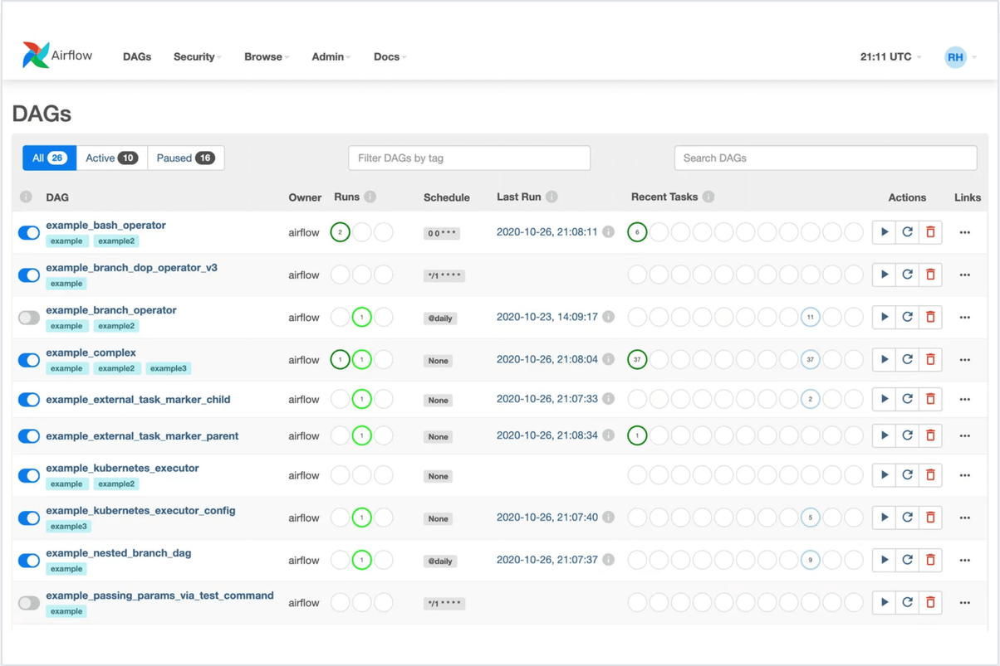 Airflow DAGs Security Browse Admin Docs 21:11 UTC RH
DAGs
All 26 Active 10 Paused 16 Filter DAGs by tag Search DAGs
i DAG Owner Runs i Schedule Last Run i Recent Tasks i Actions Links
example_bash_operator
example example2
airflow 2 0 0 * * * 2020-10-26, 21:08:11 i 6
example_branch_dop_operator_v3
example
airflow */1 * * * *
example_branch_operator
example example2
airflow 1 @daily 2020-10-23, 14:09:17 i 11
example_complex
example example2 example3
airflow 1 1 None 2020-10-26, 21:08:04 i 37 37
example_external_task_marker_child airflow 1 None 2020-10-26, 21:07:33 i 2
example_external_task_marker_parent airflow 1 None 2020-10-26, 21:08:34 i 1
example_kubernetes_executor
example example2
airflow None
example_kubernetes_executor_config
example3
airflow 1 None 2020-10-26, 21:07:40 i 5
example_nested_branch_dag
example
airflow 1 @daily 2020-10-26, 21:07:37 i 9
example_passing_params_via_test_command
example
airflow */1 * * * *